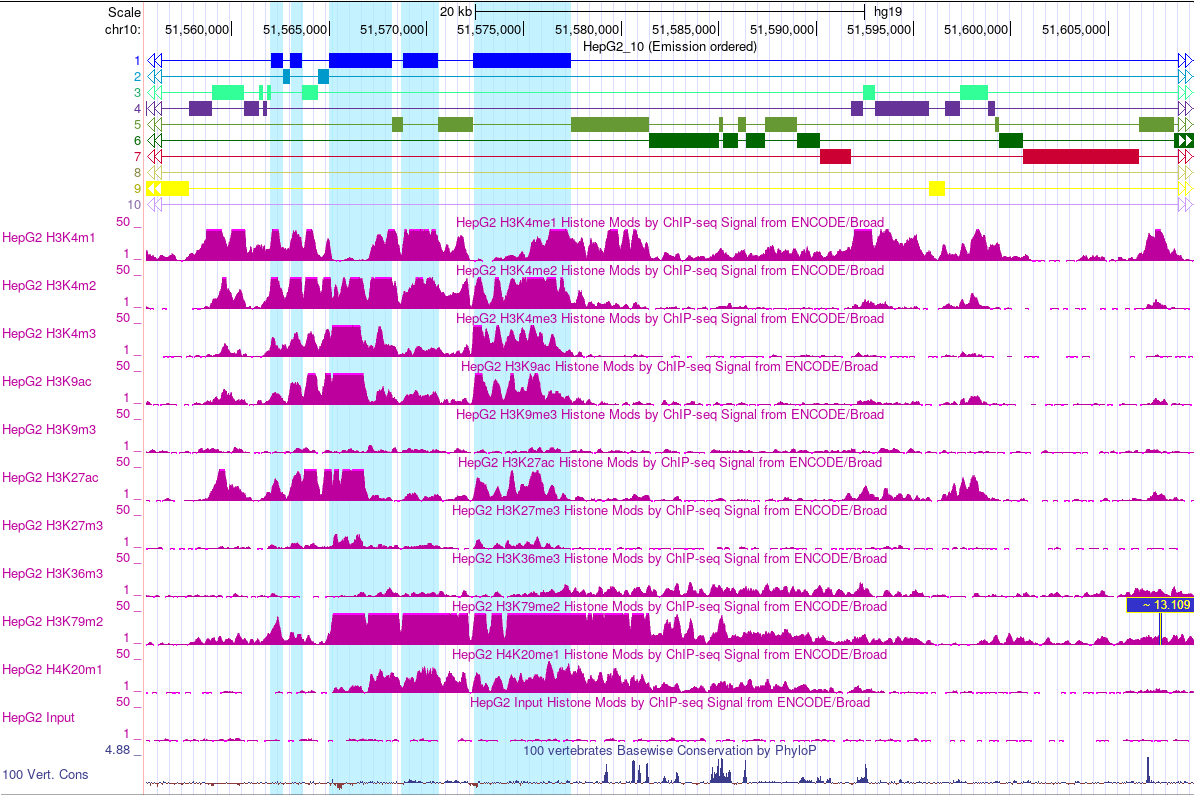 Scale 20 kb hg19
chr10: 51,560,000 51,565,000 51,570,000 51,575,000 51,580,000 51,585,000 51,590,000 51,595,000 51,600,000 51,605,000
HepG2_10 (Emission ordered)
1
2
3
4
5
6
7
8
9
10
50 HepG2 H3K4me1 Histone Mods by ChIP-seq Signal from ENCODE/Broad
HepG2 H3K4m1
1
50 HepG2 H3K4me2 Histone Mods by ChIP-seq Signal from ENCODE/Broad
HepG2 H3K4m2
1
50 HepG2 H3K4me3 Histone Mods by ChIP-seq Signal from ENCODE/Broad
HepG2 H3K4m3
1
50 HepG2 H3K9ac Histone Mods by ChIP-seq Signal from ENCODE/Broad
HepG2 H3K9ac
1
50 HepG2 H3K9me3 Histone Mods by ChIP-seq Signal from ENCODE/Broad
HepG2 H3K9m3
1
50 HepG2 H3K27ac Histone Mods by ChIP-seq Signal from ENCODE/Broad
HepG2 H3K27ac
1
50 HepG2 H3K27me3 Histone Mods by ChIP-seq Signal from ENCODE/Broad
HepG2 H3K27m3
1
50 HepG2 H3K36me3 Histone Mods by ChIP-seq Signal from ENCODE/Broad
HepG2 H3K36m3
1
50 HepG2 H3K79me2 Histone Mods by ChIP-seq Signal from ENCODE/Broad
~ 13.109
HepG2 H3K79m2
1
50 HepG2 H4K20me1 Histone Mods by ChIP-seq Signal from ENCODE/Broad
HepG2 H4K20m1
1
50 HepG2 Input Histone Mods by ChIP-seq Signal from ENCODE/Broad
HepG2 Input
1
4.88 100 vertebrates Basewise Conservation by PhyloP
100 Vert. Cons